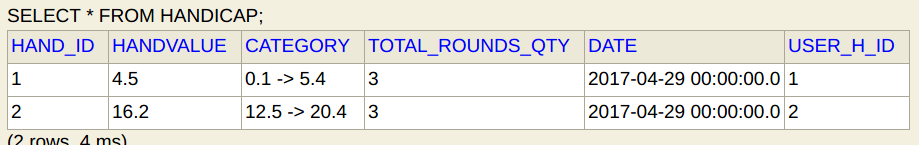 SELECT * FROM HANDICAP;
HAND_ID HANDVALUE CATEGORY TOTAL_ROUNDS_QTY DATE USER_H_ID
1 4.5 0.1 -> 5.4 3 2017-04-29 00:00:00.0 1
2 16.2 12.5 -> 20.4 3 2017-04-29 00:00:00.0 2
(2 rows, 4 ms)